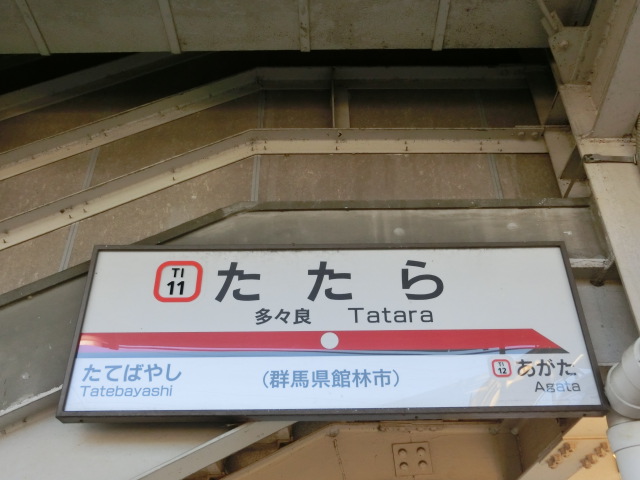 TI
11
たたら
多々良 Tatara
たてばやし
Tatebayashi
(群馬県館林市)
TI
12
あがた
Agata